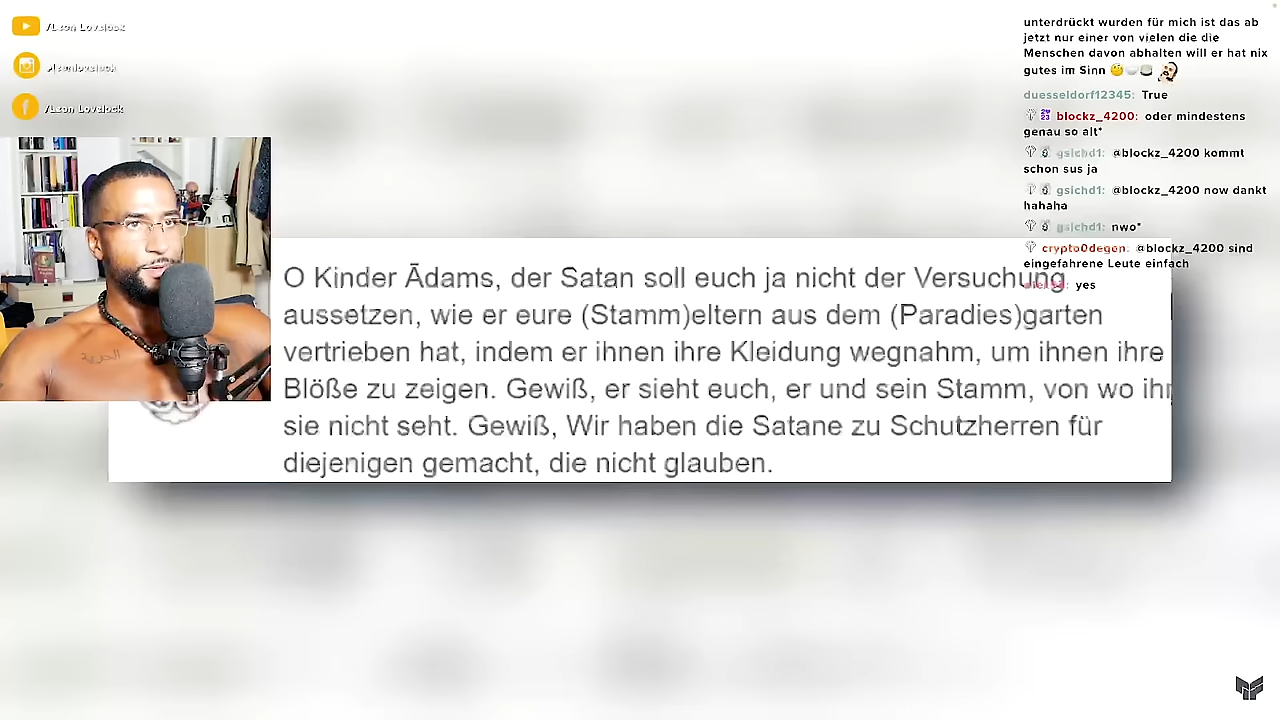 /Leon Lovelock
/Leon Lovelock
unterdrückt wurden für mich ist das ab
jetzt nur einer von vielen die die
Menschen davon abhalten will er hat nix
gutes im Sinn
duesseldorf12345: True
blockz_4200: oder mindestens
genau so alt*
gsichd1: @blockz_4200 kommt
schon sus ja
gsichd1: @blockz_4200 now dankt
hahaha
gsichd1: nwo*
crypto0degen: @blockz_4200 sind
eingefahrene Leute einfach
yes
O Kinder Ādams, der Satan soll euch ja nicht der Versuchung
aussetzen, wie er eure (Stamm)eltern aus dem (Paradies)garten
vertrieben hat, indem er ihnen ihre Kleidung wegnahm, um ihnen ihre
Blöße zu zeigen. Gewiß, er sieht euch, er und sein Stamm, von wo ihr
sie nicht seht. Gewiß, Wir haben die Satane zu Schutzherren für
diejenigen gemacht, die nicht glauben.